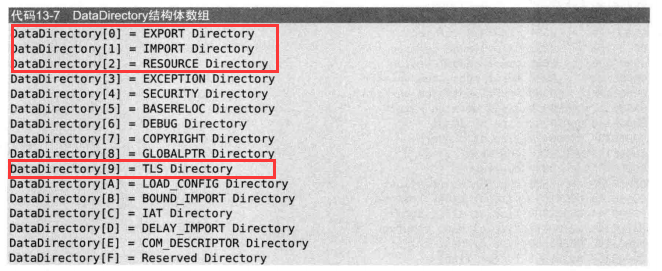 代码13-7 DataDirectory结构体数组
DataDirectory[0] = EXPORT Directory
DataDirectory[1] = IMPORT Directory
DataDirectory[2] = RESOURCE Directory
DataDirectory[3] = EXCEPTION Directory
DataDirectory[4] = SECURITY Directory
DataDirectory[5] = BASERELOC Directory
DataDirectory[6] = DEBUG Directory
DataDirectory[7] = COPYRIGHT Directory
DataDirectory[8] = GLOBALPTR Directory
DataDirectory[9] = TLS Directory
DataDirectory[A] = LOAD_CONFIG Directory
DataDirectory[B] = BOUND_IMPORT Directory
DataDirectory[C] = IAT Directory
DataDirectory[D] = DELAY_IMPORT Directory
DataDirectory[E] = COM_DESCRIPTOR Directory
DataDirectory[F] = Reserved Directory